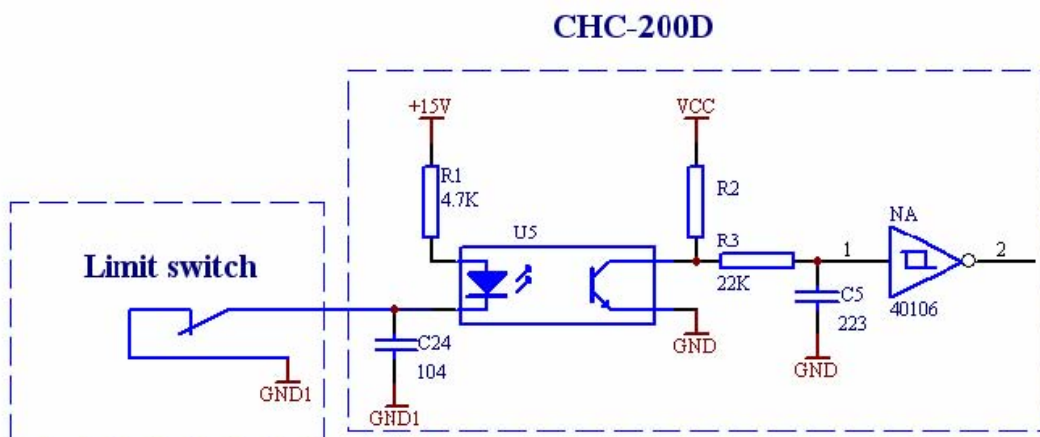 CHC-200D
+15V
VCC
R1
4.7K
R2
Limit switch
U5
R3
22K
NA
1
2
C5
223
40106
C24
104
GND
GND
GND1
GND1